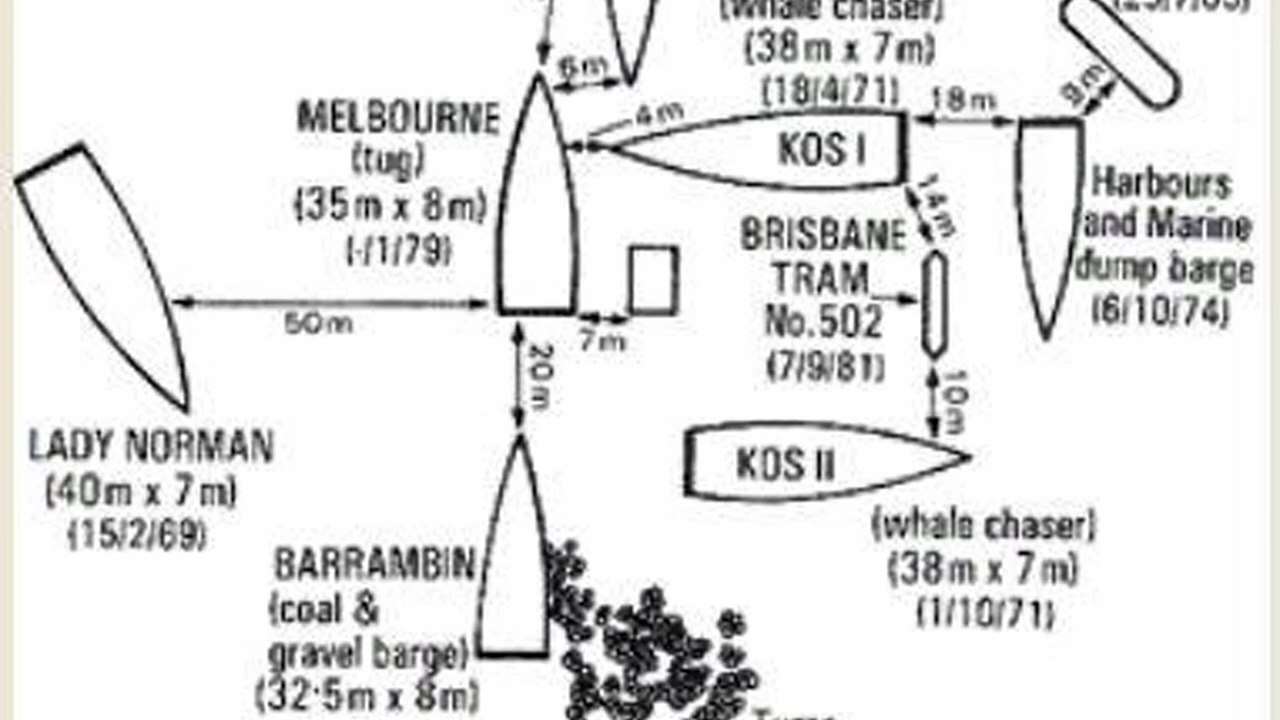 (whale chaser)
(38m x 7m)
(18/4/71)
6m
4m
18m
8m
MELBOURNE
(tug)
(35m x 8m)
(-/1/79)
KOS I
14m
Harbours
and Marine
dump barge
(6/10/74)
BRISBANE
TRAM
No.502
(7/9/81)
50m
7m
20m
10m
LADY NORMAN
(40m x 7m)
(15/2/69)
KOS II
(whale chaser)
(38m x 7m)
(1/10/71)
BARRAMBIN
(coal &
gravel barge)
(32·5m x 8m)